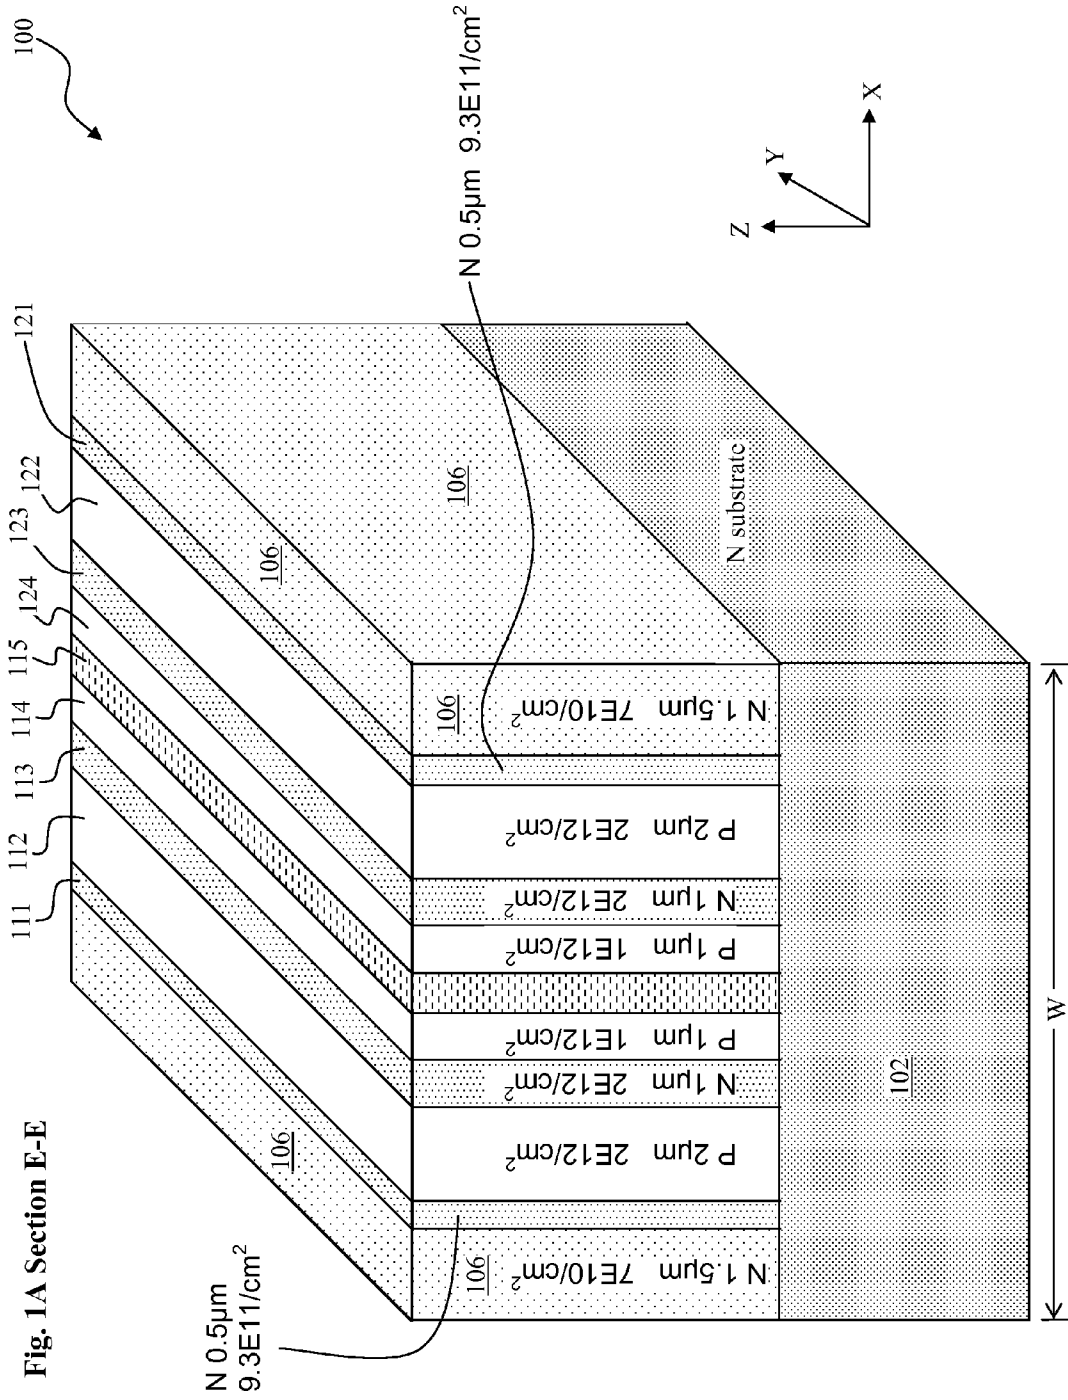 Fig. 1A Section E-E
100
111
112
113
114
115
124
123
122
121
106
106
106
N 0.5µm
9.3E11/cm²
N 0.5µm 9.3E11/cm²
106
N 1.5µm 7E10/cm²
P 2µm 2E12/cm²
N 1µm 2E12/cm²
P 1µm 1E12/cm²
P 1µm 1E12/cm²
N 1µm 2E12/cm²
P 2µm 2E12/cm²
106
N 1.5µm 7E10/cm²
N substrate
102
W
Z
Y
X